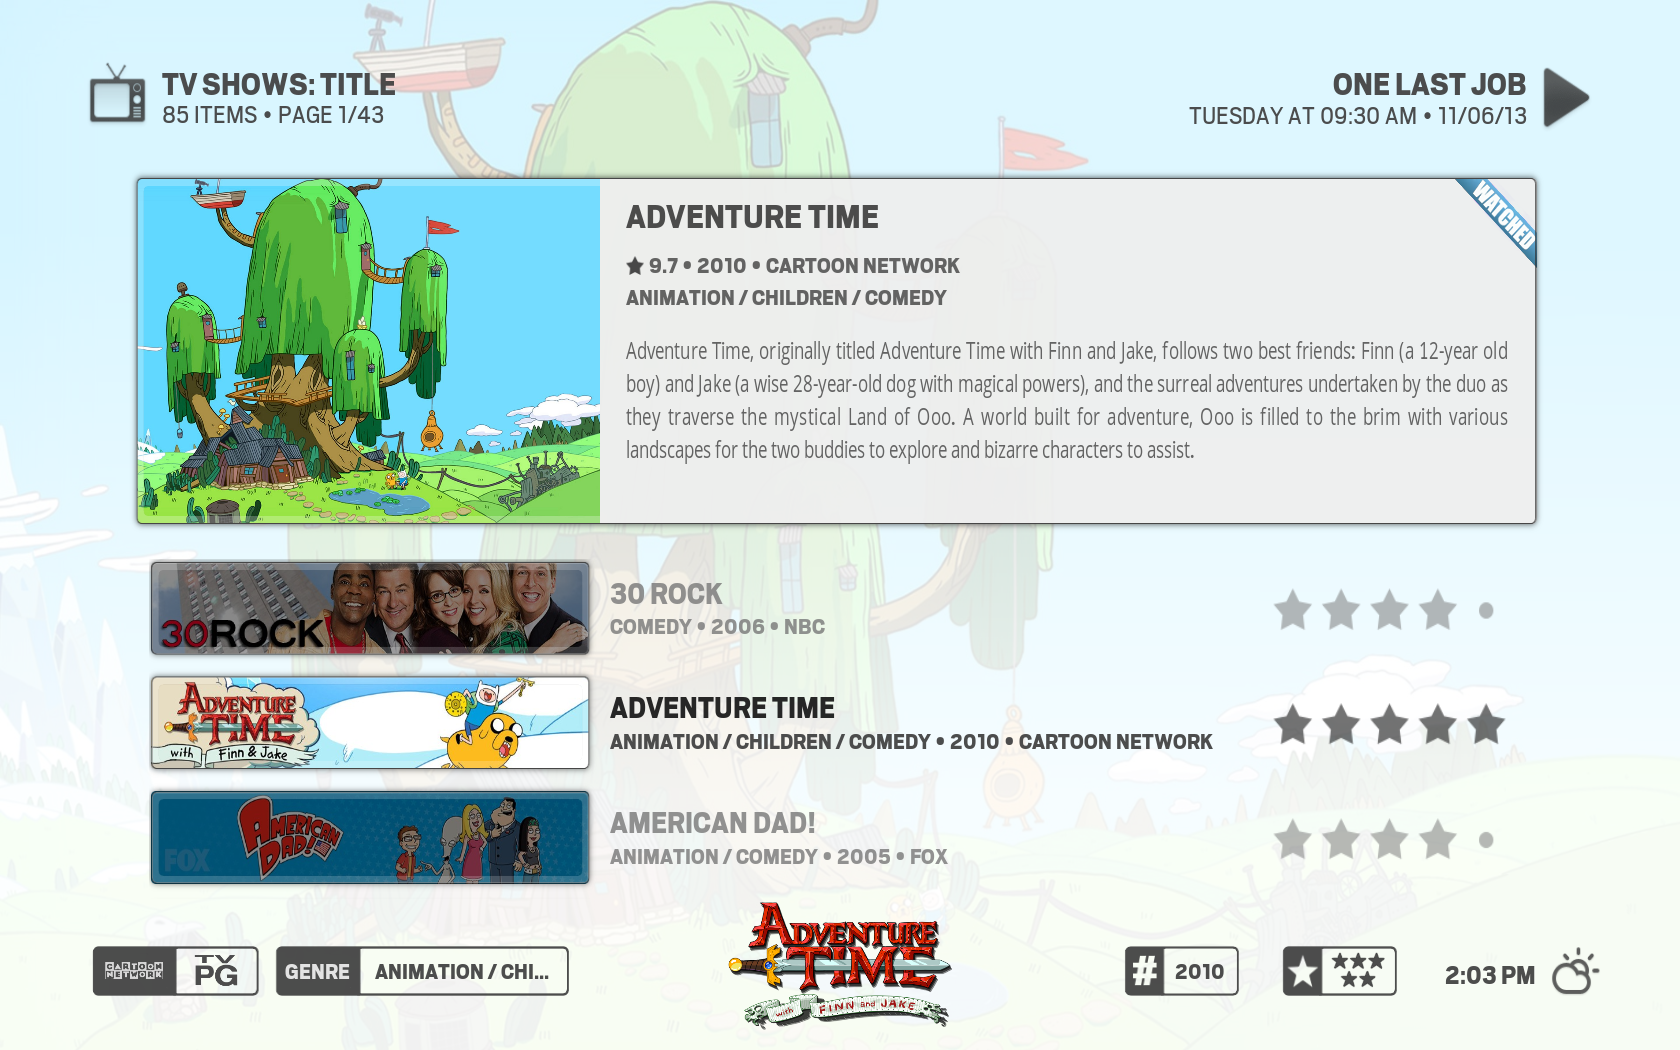 TV SHOWS: TITLE
85 ITEMS • PAGE 1/43
ONE LAST JOB
TUESDAY AT 09:30 AM • 11/06/13
WATCHED
ADVENTURE TIME
★ 9.7 • 2010 • CARTOON NETWORK
ANIMATION / CHILDREN / COMEDY
Adventure Time, originally titled Adventure Time with Finn and Jake, follows two best friends: Finn (a 12-year old
boy) and Jake (a wise 28-year-old dog with magical powers), and the surreal adventures undertaken by the duo as
they traverse the mystical Land of Ooo. A world built for adventure, Ooo is filled to the brim with various
landscapes for the two buddies to explore and bizarre characters to assist.
30ROCK
30 ROCK
COMEDY • 2006 • NBC
ADVENTURE
TIME
with Finn & Jake
ADVENTURE TIME
ANIMATION / CHILDREN / COMEDY • 2010 • CARTOON NETWORK
FOX
AMERICAN
DAD!
AMERICAN DAD!
ANIMATION / COMEDY • 2005 • FOX
CARTOON
NETWORK
TV
PG
GENRE
ANIMATION / CHI...
ADVENTURE
TIME
with FINN and JAKE
# 2010
2:03 PM